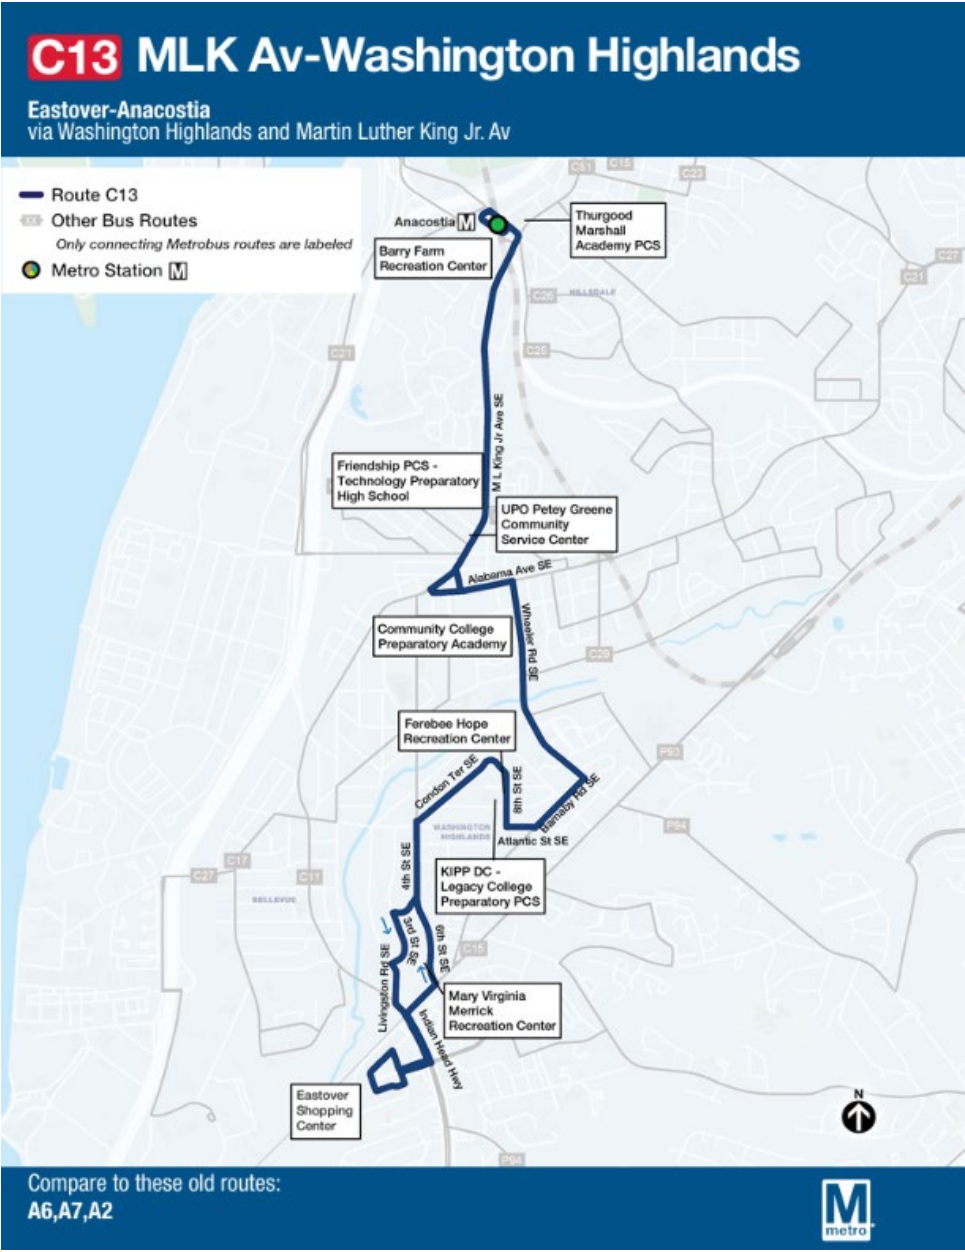 C13 MLK Av-Washington Highlands
Eastover-Anacostia
via Washington Highlands and Martin Luther King Jr. Av
Route C13
XX Other Bus Routes
Only connecting Metrobus routes are labeled
Metro Station M
C51
C15
C23
Anacostia M
Thurgood
Marshall
Academy PCS
Barry Farm
Recreation Center
C27
C21
C26
HILLSDALE
C21
C25
M L King Jr Ave SE
Friendship PCS -
Technology Preparatory
High School
UPO Petey Greene
Community
Service Center
Alabama Ave SE
Wheeler Rd SE
Community College
Preparatory Academy
C29
Ferebee Hope
Recreation Center
P93
Condon Ter SE
8th St SE
Barnaby Rd SE
WASHINGTON
HIGHLANDS
Atlantic St SE
P94
4th St SE
C17
C27
C11
KIPP DC -
Legacy College
Preparatory PCS
BELLEVUE
3rd St SE
6th St SE
C15
Livingston Rd SE
Mary Virginia
Merrick
Recreation Center
Indian Head Hwy
Eastover
Shopping
Center
N
P94
Compare to these old routes:
A6,A7,A2
M
metro